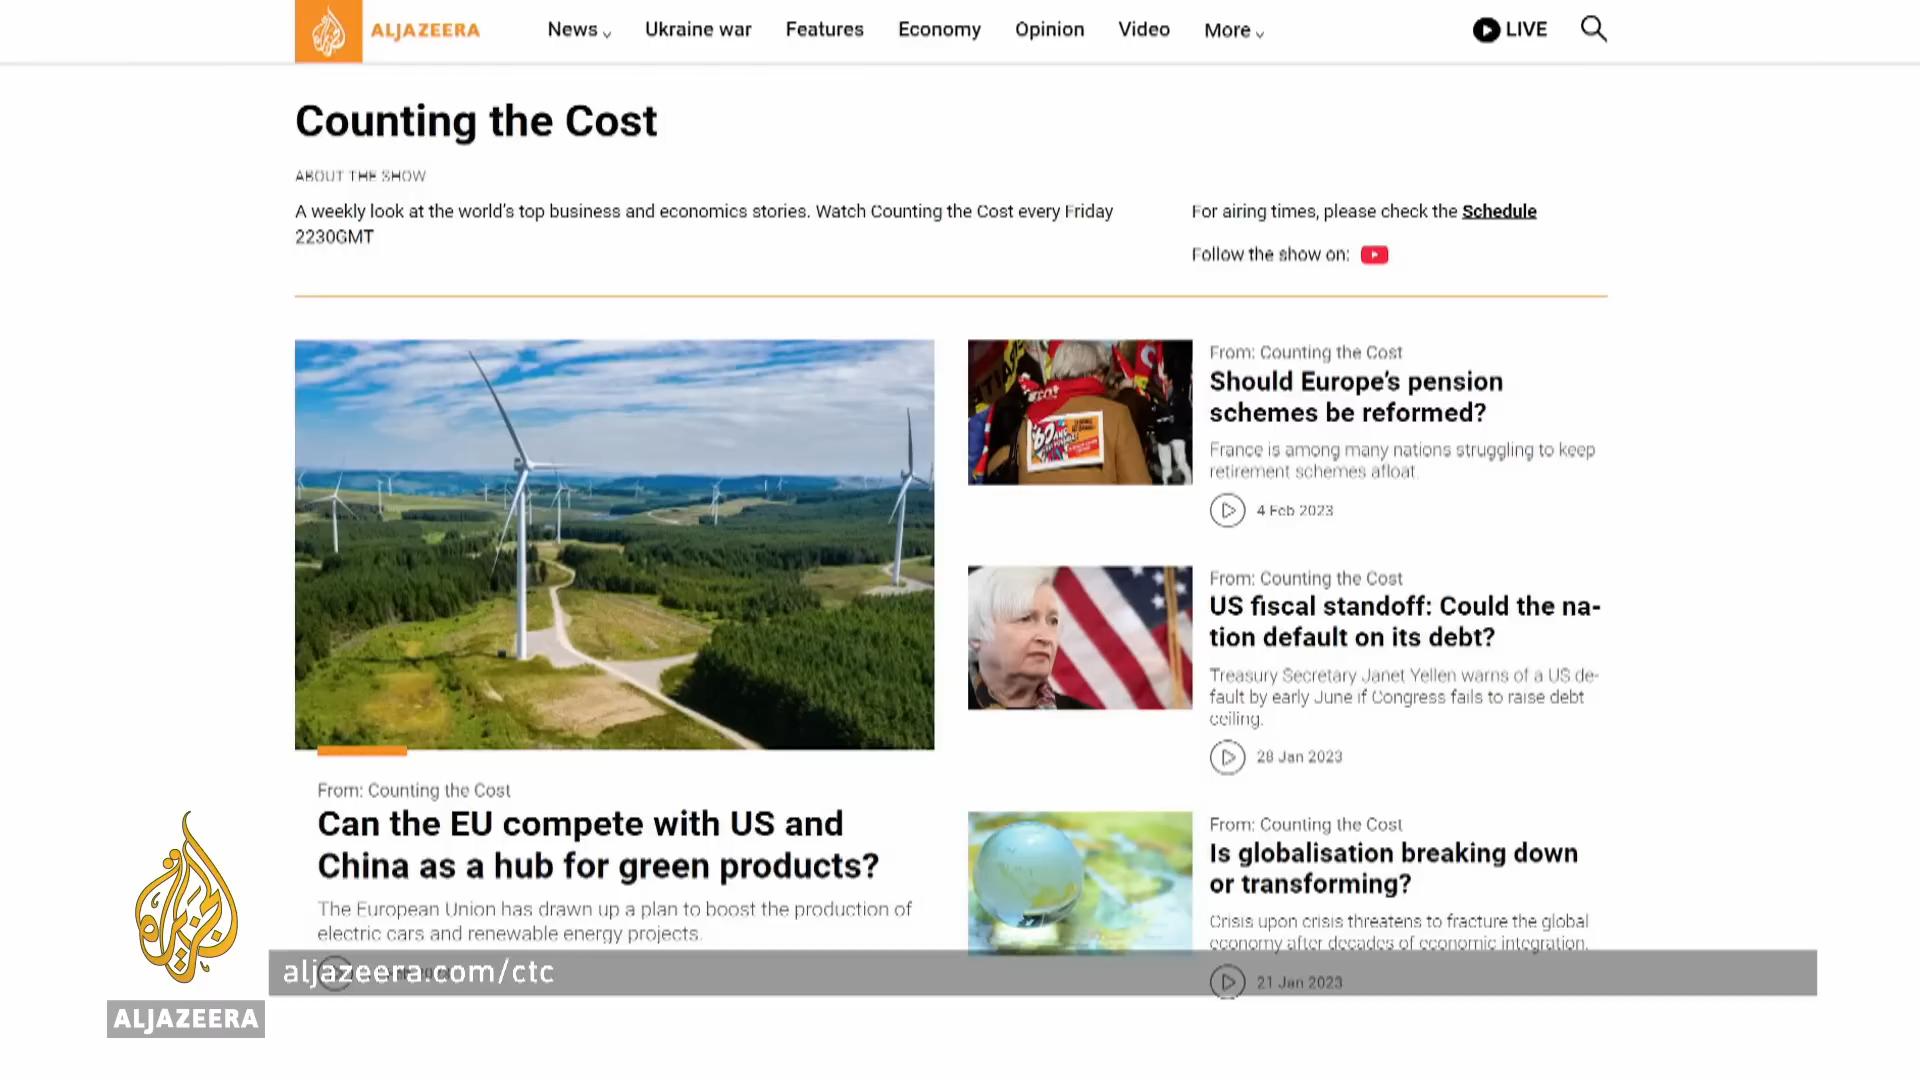 ALJAZEERA
News
Ukraine war
Features
Economy
Opinion
Video
More
LIVE
Counting the Cost
ABOUT THE SHOW
A weekly look at the world's top business and economics stories. Watch Counting the Cost every Friday
2230GMT
For airing times, please check the Schedule
Follow the show on:
From: Counting the Cost
Can the EU compete with US and
China as a hub for green products?
The European Union has drawn up a plan to boost the production of
electric cars and renewable energy projects.
From: Counting the Cost
Should Europe's pension
schemes be reformed?
France is among many nations struggling to keep
retirement schemes afloat.
4 Feb 2023
From: Counting the Cost
US fiscal standoff: Could the na-
tion default on its debt?
Treasury Secretary Janet Yellen warns of a US de-
fault by early June if Congress fails to raise debt
ceiling.
28 Jan 2023
From: Counting the Cost
Is globalisation breaking down
or transforming?
Crisis upon crisis threatens to fracture the global
economy after decades of economic integration.
21 Jan 2023
aljazeera.com/ctc
الجزيرة
ALJAZEERA